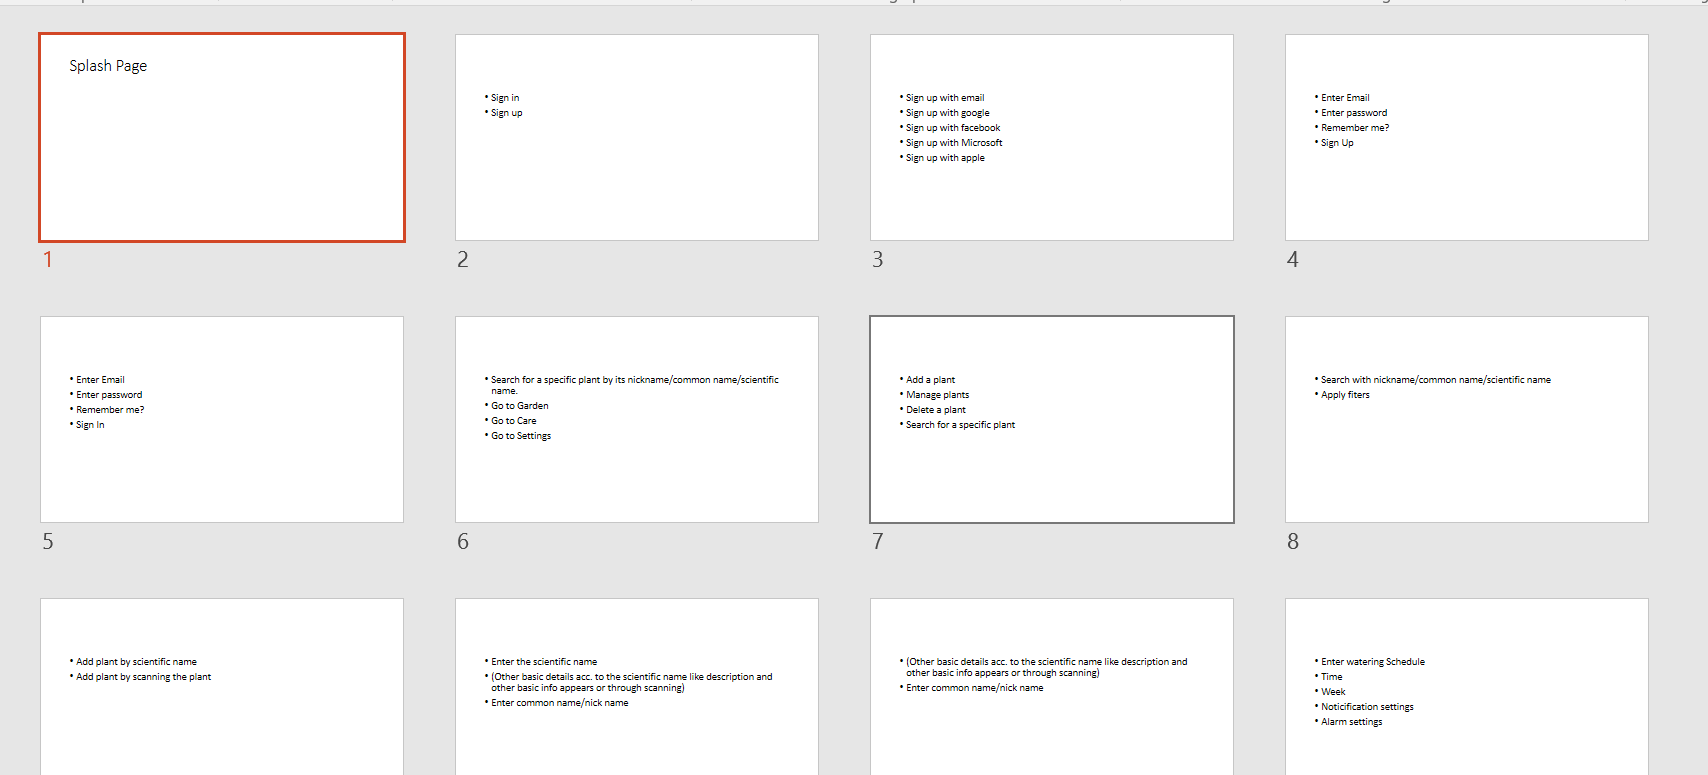 Splash Page
• Sign in
• Sign up
• Sign up with email
• Sign up with google
• Sign up with facebook
• Sign up with Microsoft
• Sign up with apple
• Enter Email
• Enter password
• Remember me?
• Sign Up
1
2
3
4
• Enter Email
• Enter password
• Remember me?
• Sign In
• Search for a specific plant by its nickname/common name/scientific
name.
• Go to Garden
• Go to Care
• Go to Settings
• Add a plant
• Manage plants
• Delete a plant
• Search for a specific plant
• Search with nickname/common name/scientific name
• Apply fiters
5
6
7
8
• Add plant by scientific name
• Add plant by scanning the plant
• Enter the scientific name
• (Other basic details acc. to the scientific name like description and
other basic info appears or through scanning)
• Enter common name/nick name
• (Other basic details acc. to the scientific name like description and
other basic info appears or through scanning)
• Enter common name/nick name
• Enter watering Schedule
• Time
• Week
• Noticification settings
• Alarm settings